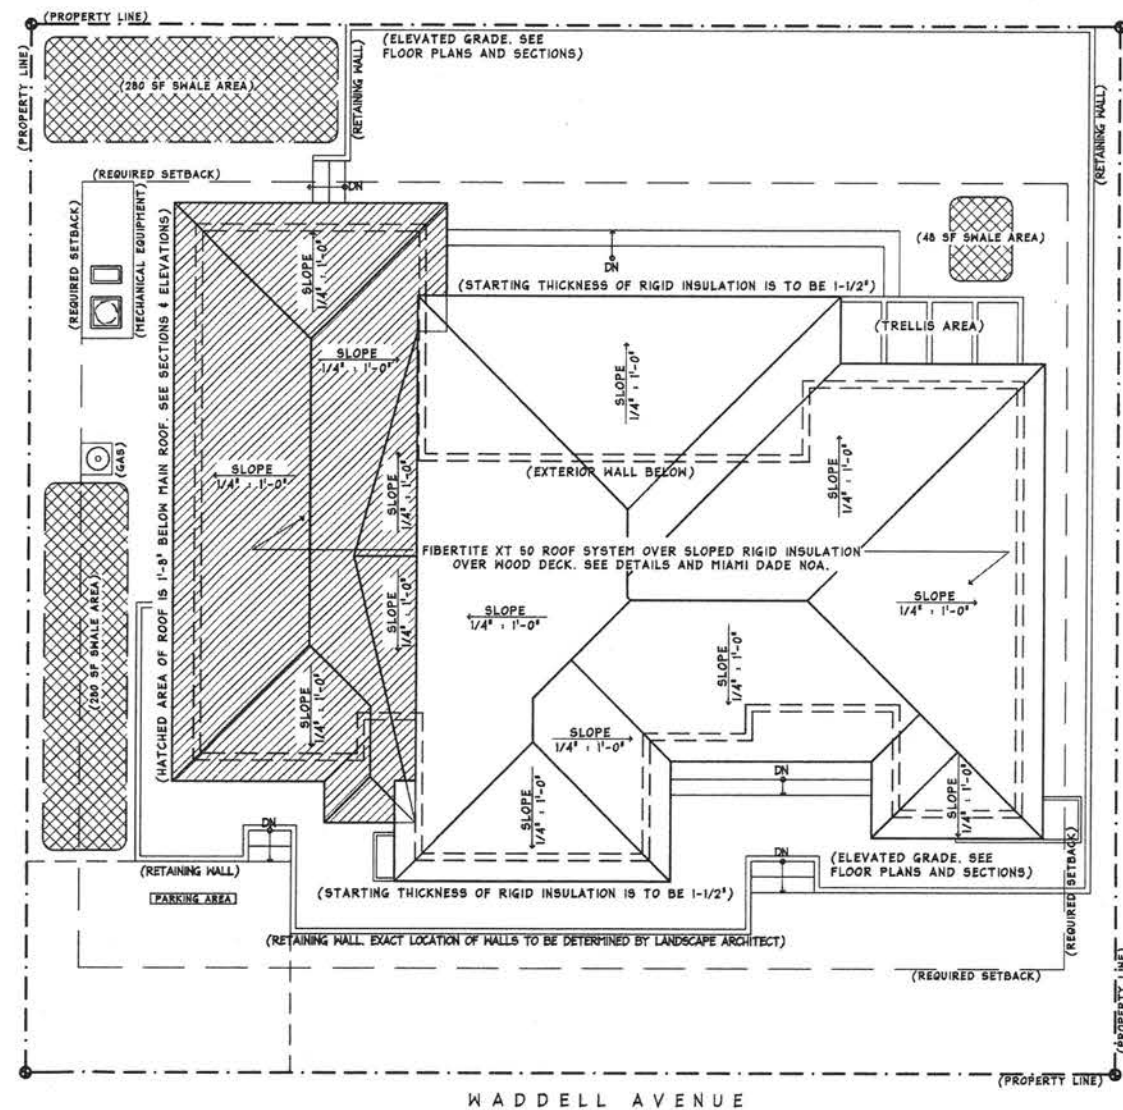 (PROPERTY LINE)
(PROPERTY LINE)
(ELEVATED GRADE. SEE
FLOOR PLANS AND SECTIONS)
(RETAINING WALL)
(280 SF SWALE AREA)
(RETAINING WALL)
(REQUIRED SETBACK)
DN
(REQUIRED SETBACK)
(MECHANICAL EQUIPMENT)
(HATCHED AREA OF ROOF IS 1'-8" BELOW MAIN ROOF. SEE SECTIONS & ELEVATIONS)
SLOPE
1/4" : 1'-0"
(48 SF SWALE AREA)
DN
(STARTING THICKNESS OF RIGID INSULATION IS TO BE 1-1/2")
(TRELLIS AREA)
SLOPE
1/4" : 1'-0"
SLOPE
1/4" : 1'-0"
(GAS)
SLOPE
1/4" : 1'-0"
SLOPE
1/4" : 1'-0"
(EXTERIOR WALL BELOW)
SLOPE
1/4" : 1'-0"
FIBERTITE XT 50 ROOF SYSTEM OVER SLOPED RIGID INSULATION
OVER WOOD DECK. SEE DETAILS AND MIAMI DADE NOA.
(280 SF SWALE AREA)
SLOPE
1/4" : 1'-0"
SLOPE
1/4" : 1'-0"
SLOPE
1/4" : 1'-0"
SLOPE
1/4" : 1'-0"
SLOPE
1/4" : 1'-0"
SLOPE
1/4" : 1'-0"
SLOPE
1/4" : 1'-0"
DN
SLOPE
1/4" : 1'-0"
DN
DN
(RETAINING WALL)
PARKING AREA
(STARTING THICKNESS OF RIGID INSULATION IS TO BE 1-1/2")
(ELEVATED GRADE. SEE
FLOOR PLANS AND SECTIONS)
(REQUIRED SETBACK)
(RETAINING WALL. EXACT LOCATION OF WALLS TO BE DETERMINED BY LANDSCAPE ARCHITECT)
(REQUIRED SETBACK)
(PROPERTY LINE)
(PROPERTY LINE)
WADDELL AVENUE